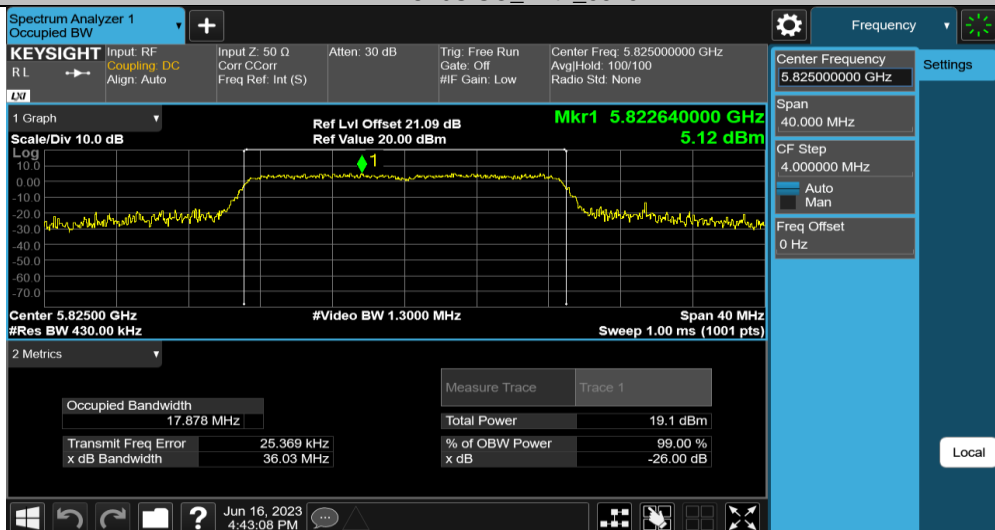 Spectrum Analyzer 1
Occupied BW
Frequency
KEYSIGHT
R L
LXI
Input: RF
Coupling: DC
Align: Auto
Input Z: 50 Ω
Corr CCorr
Freq Ref: Int (S)
Atten: 30 dB
Trig: Free Run
Gate: Off
#IF Gain: Low
Center Freq: 5.825000000 GHz
Avg|Hold: 100/100
Radio Std: None
Center Frequency
5.825000000 GHz
Settings
Span
40.000 MHz
CF Step
4.000000 MHz
Auto
Man
Freq Offset
0 Hz
Local
1 Graph
Scale/Div 10.0 dB
Ref Lvl Offset 21.09 dB
Ref Value 20.00 dBm
Mkr1 5.822640000 GHz
5.12 dBm
Log
10.0
0.00
-10.0
-20.0
-30.0
-40.0
-50.0
-60.0
-70.0
1
Center 5.82500 GHz
#Res BW 430.00 kHz
#Video BW 1.3000 MHz
Span 40 MHz
Sweep 1.00 ms (1001 pts)
2 Metrics
Measure Trace Trace 1
Occupied Bandwidth
17.878 MHz
Total Power 19.1 dBm
Transmit Freq Error 25.369 kHz
% of OBW Power 99.00 %
x dB Bandwidth 36.03 MHz
x dB -26.00 dB
?
Jun 16, 2023
4:43:08 PM